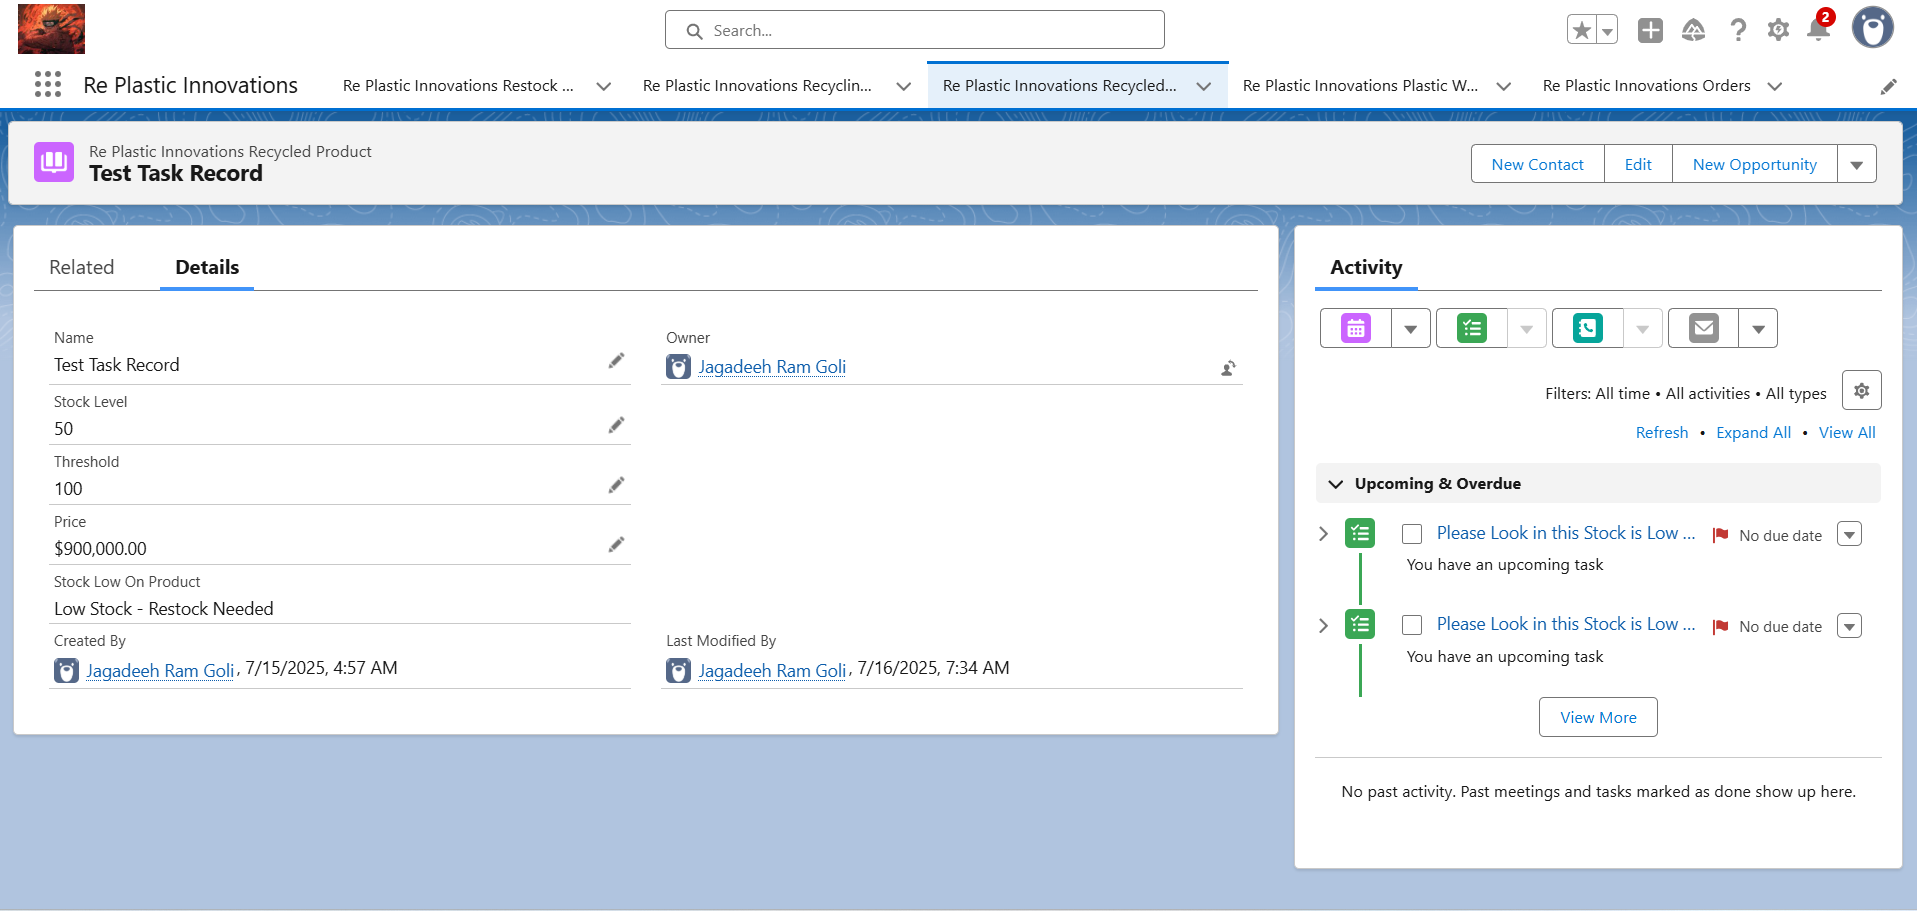 Search...
2
Re Plastic Innovations
Re Plastic Innovations Restock ...
Re Plastic Innovations Recyclin...
Re Plastic Innovations Recycled...
Re Plastic Innovations Plastic W...
Re Plastic Innovations Orders
Re Plastic Innovations Recycled Product
Test Task Record
New Contact
Edit
New Opportunity
Related
Details
Name
Test Task Record
Owner
Jagadeeh Ram Goli
Stock Level
50
Threshold
100
Price
$900,000.00
Stock Low On Product
Low Stock - Restock Needed
Created By
Jagadeeh Ram Goli, 7/15/2025, 4:57 AM
Last Modified By
Jagadeeh Ram Goli, 7/16/2025, 7:34 AM
Activity
Filters: All time • All activities • All types
Refresh • Expand All • View All
Upcoming & Overdue
Please Look in this Stock is Low ... No due date
You have an upcoming task
Please Look in this Stock is Low ... No due date
You have an upcoming task
View More
No past activity. Past meetings and tasks marked as done show up here.